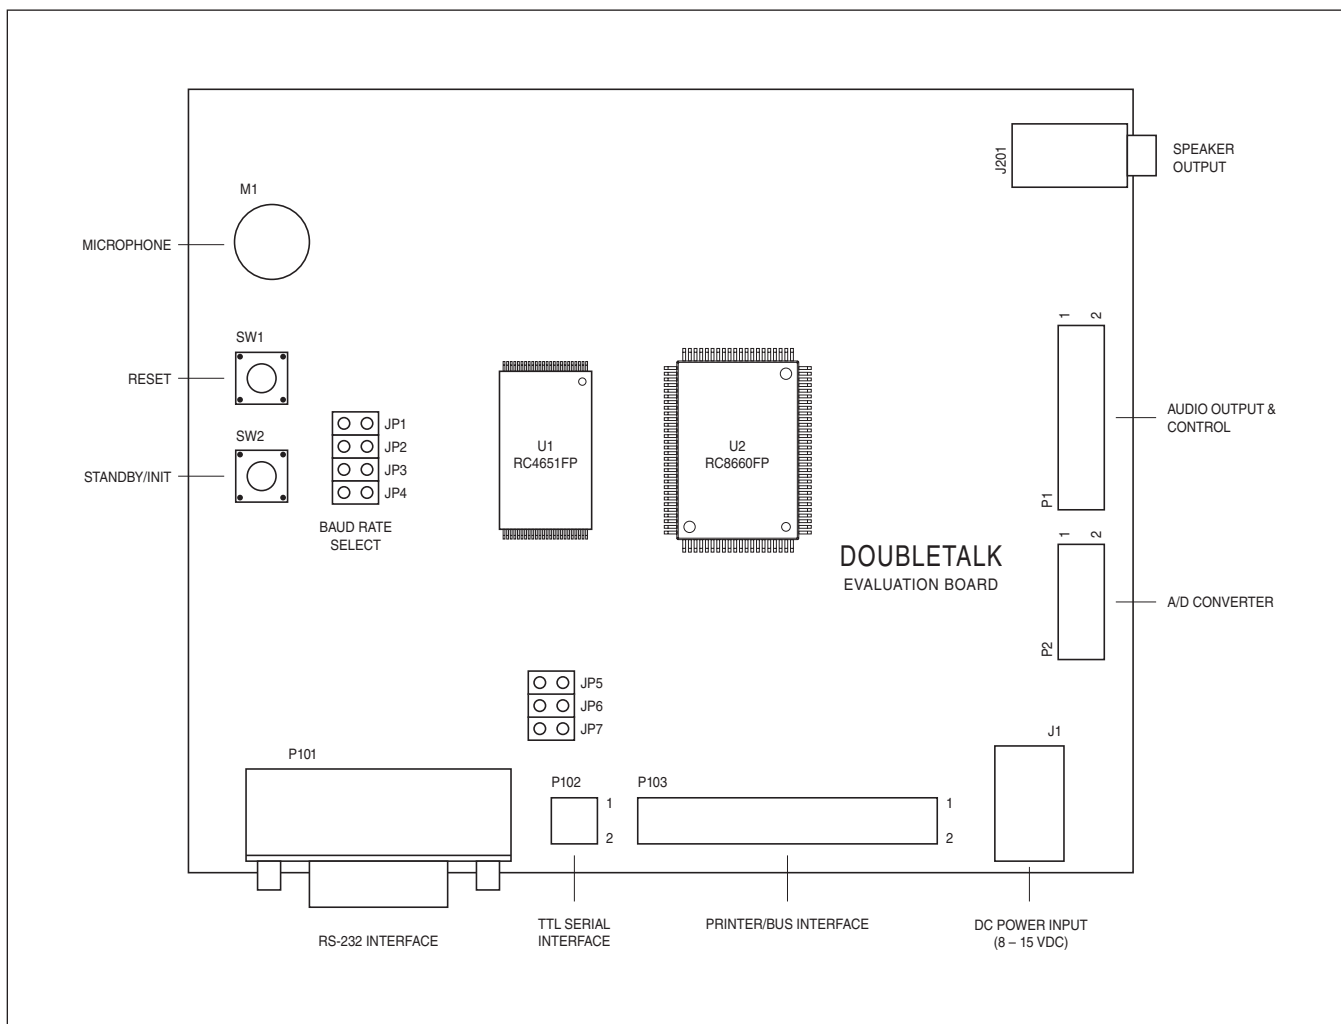 J201
SPEAKER
OUTPUT
M1
MICROPHONE
SW1
RESET
SW2
STANDBY/INIT
JP1
JP2
JP3
JP4
BAUD RATE
SELECT
U1
RC4651FP
U2
RC8660FP
1 2
P1
AUDIO OUTPUT &
CONTROL
DOUBLETALK
EVALUATION BOARD
1 2
P2
A/D CONVERTER
JP5
JP6
JP7
P101
P102
1
2
P103
1
2
J1
RS-232 INTERFACE
TTL SERIAL
INTERFACE
PRINTER/BUS INTERFACE
DC POWER INPUT
(8 – 15 VDC)